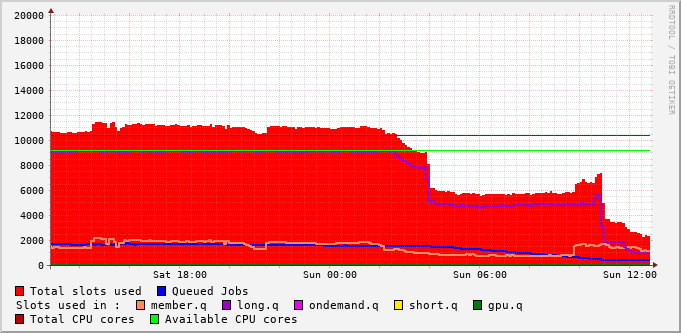 RRDTOOL / TOBI OETIKER
20000
18000
16000
14000
12000
10000
8000
6000
4000
2000
0
Sat 18:00 Sun 00:00 Sun 06:00 Sun 12:00
Total slots used Queued Jobs
Slots used in : member.q long.q ondemand.q short.q gpu.q
Total CPU cores Available CPU cores